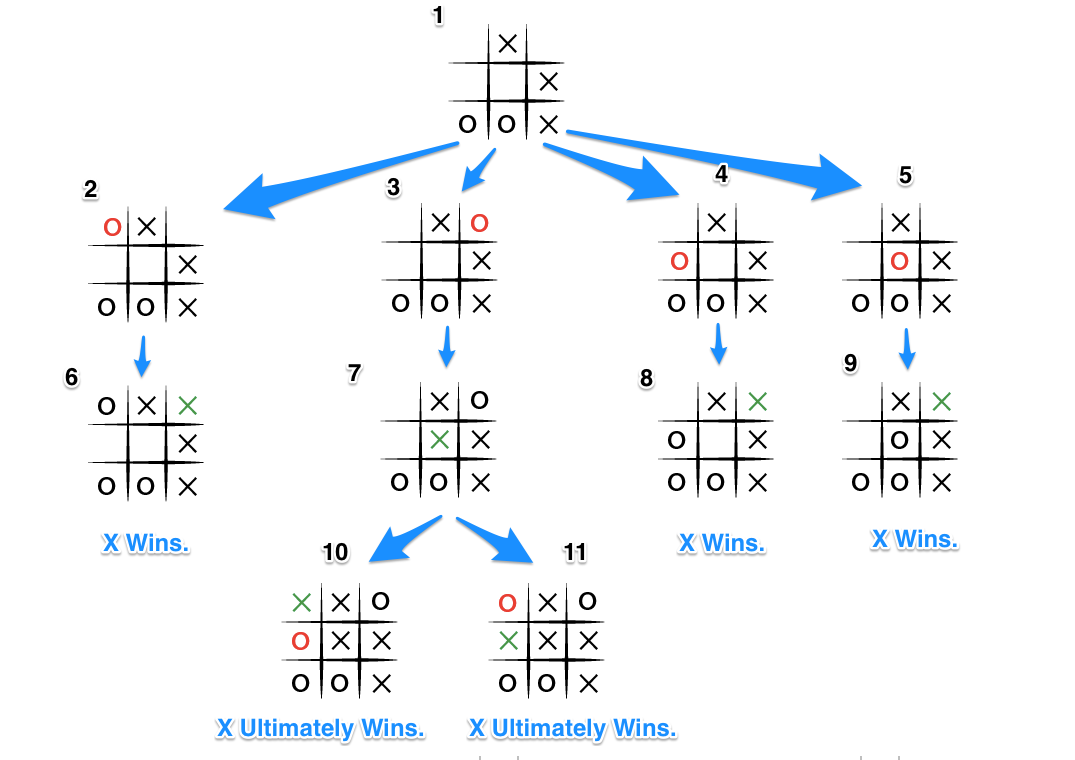 1
X
X
O O X
2 3 4 5
O X
X
O O X
X O
X
O O X
X
O X
O O X
X
O X
O O X
6 7 8 9
O X X
X
O O X
X O
X X
O O X
X X
O X
O O X
X X
O X
O O X
X Wins.
X Wins.
X Wins.
10 11
X X O
O X X
O O X
O X O
X X X
O O X
X Ultimately Wins.
X Ultimately Wins.